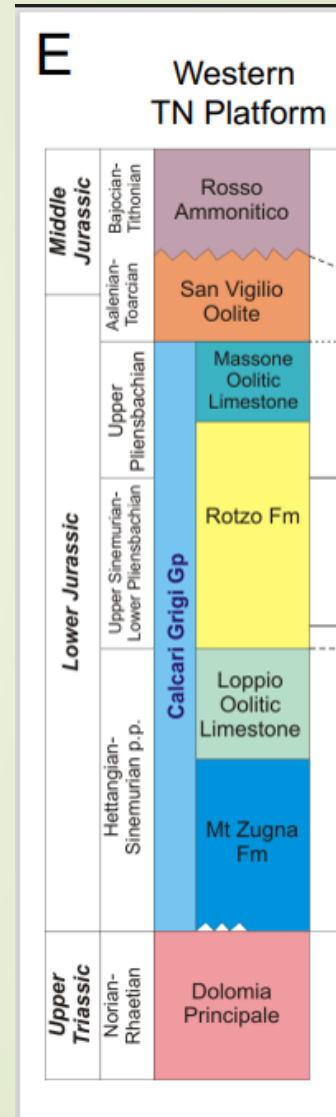 E
Western
TN Platform
Middle
Jurassic
Bajocian-
Tithonian
Rosso
Ammonitico
Aalenian-
Toarcian
San Vigilio
Oolite
Lower Jurassic
Upper
Pliensbachian
Calcari Grigi Gp
Massone
Oolitic
Limestone
Upper Sinemurian-
Lower Pliensbachian
Rotzo Fm
Hettangian-
Sinemurian p.p.
Loppio
Oolitic
Limestone
Mt Zugna
Fm
Upper
Triassic
Norian-
Rhaetian
Dolomia
Principale